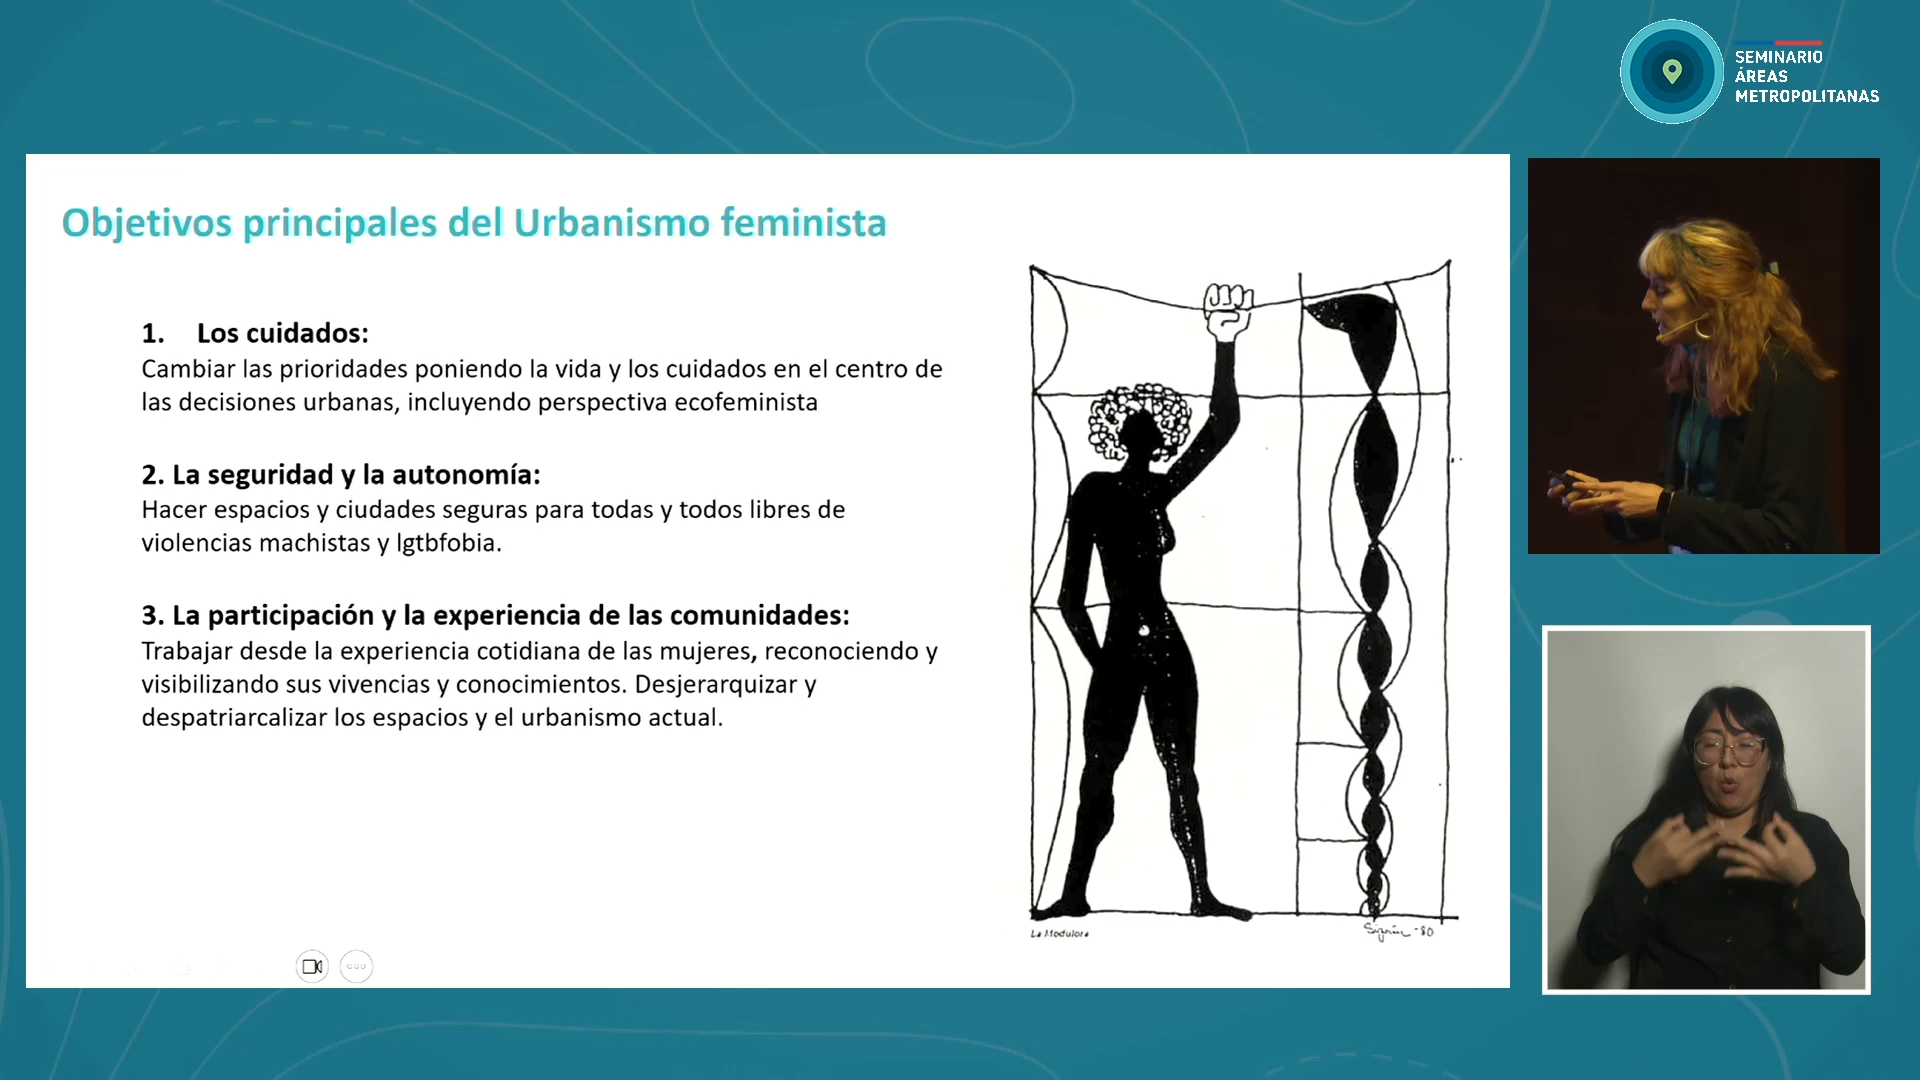 SEMINARIO
ÁREAS
METROPOLITANAS
Objetivos principales del Urbanismo feminista
1. Los cuidados:
Cambiar las prioridades poniendo la vida y los cuidados en el centro de
las decisiones urbanas, incluyendo perspectiva ecofeminista
2. La seguridad y la autonomía:
Hacer espacios y ciudades seguras para todas y todos libres de
violencias machistas y lgtbfobia.
3. La participación y la experiencia de las comunidades:
Trabajar desde la experiencia cotidiana de las mujeres, reconociendo y
visibilizando sus vivencias y conocimientos. Desjerarquizar y
despatriarcalizar los espacios y el urbanismo actual.
La Modulora
-80